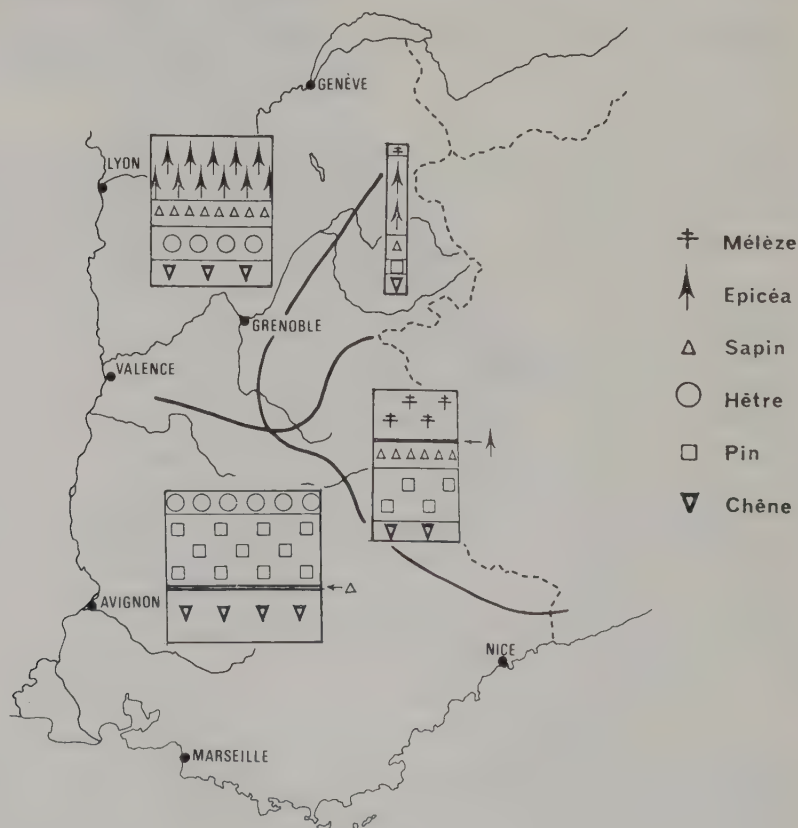 GENÈVE
LYON
GRENOBLE
VALENCE
AVIGNON
NICE
MARSEILLE
Mélèze
Epicéa
Sapin
Hêtre
Pin
Chêne